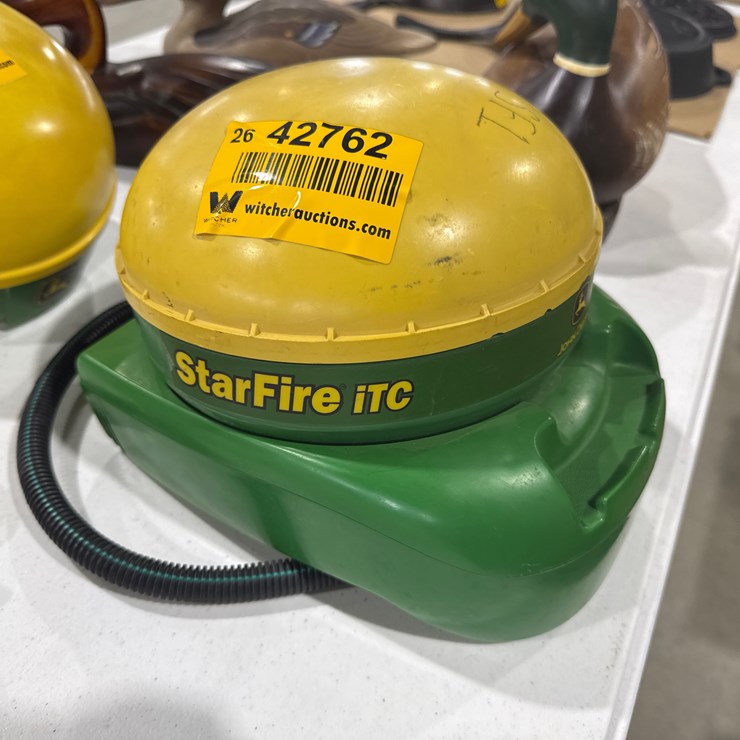 26 42762
W witcherauctions.com
StarFire iTC